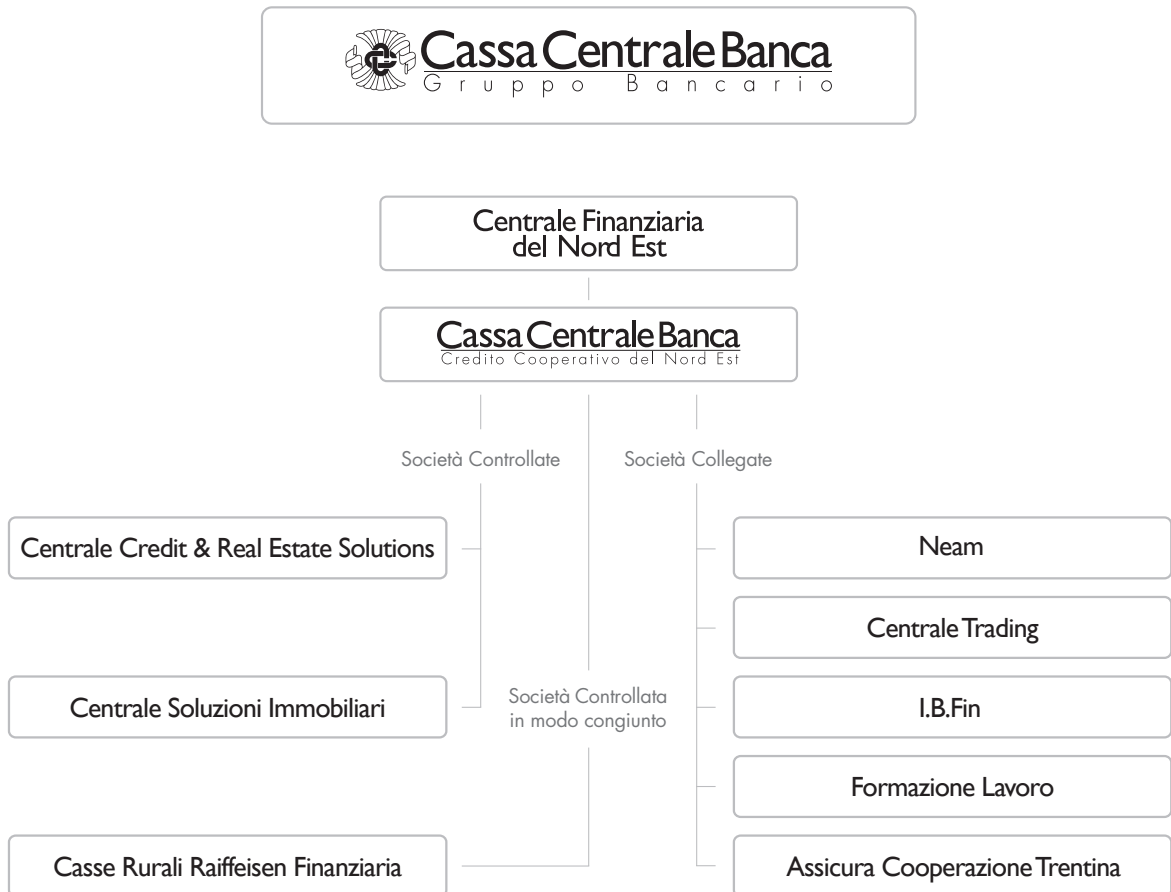 Cassa Centrale Banca
Gruppo Bancario
Centrale Finanziaria
del Nord Est
Cassa Centrale Banca
Credito Cooperativo del Nord Est
Società Controllate
Società Collegate
Centrale Credit & Real Estate Solutions
Neam
Centrale Trading
Centrale Soluzioni Immobiliari
Società Controllata
in modo congiunto
I.B.Fin
Formazione Lavoro
Casse Rurali Raiffeisen Finanziaria
Assicura Cooperazione Trentina